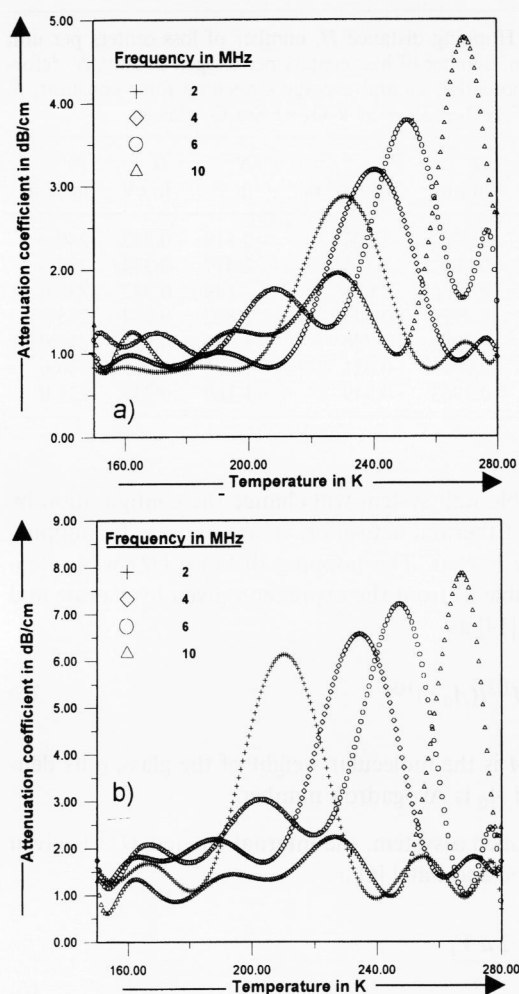 5.00
Frequency in MHz
+ 2
◇ 4
○ 6
△ 10
4.00
3.00
2.00
1.00
0.00
Attenuation coefficient in dB/cm
a)
160.00 200.00 240.00 280.00
Temperature in K
9.00
Frequency in MHz
+ 2
◇ 4
○ 6
△ 10
8.00
7.00
6.00
5.00
4.00
3.00
2.00
1.00
0.00
Attenuation coefficient in dB/cm
b)
160.00 200.00 240.00 280.00
Temperature in K